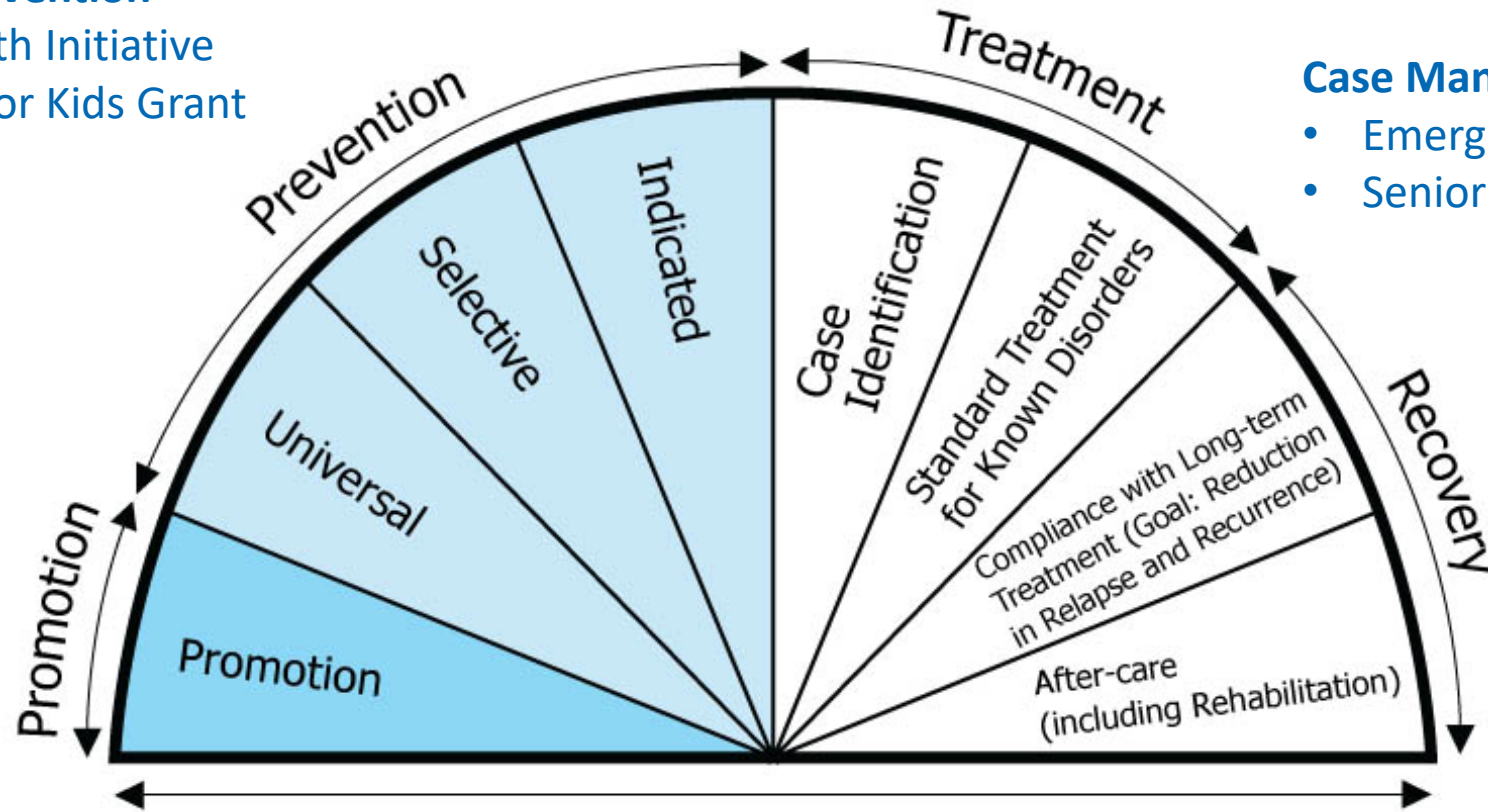 th Initiative
or Kids Grant
Case Man
• Emerg
• Senior
Promotion
Prevention
Treatment
Recovery
Promotion
Universal
Selective
Indicated
Case
Identification
Standard Treatment
for Known Disorders
Compliance with Long-term
Treatment (Goal: Reduction
in Relapse and Recurrence)
After-care
(including Rehabilitation)